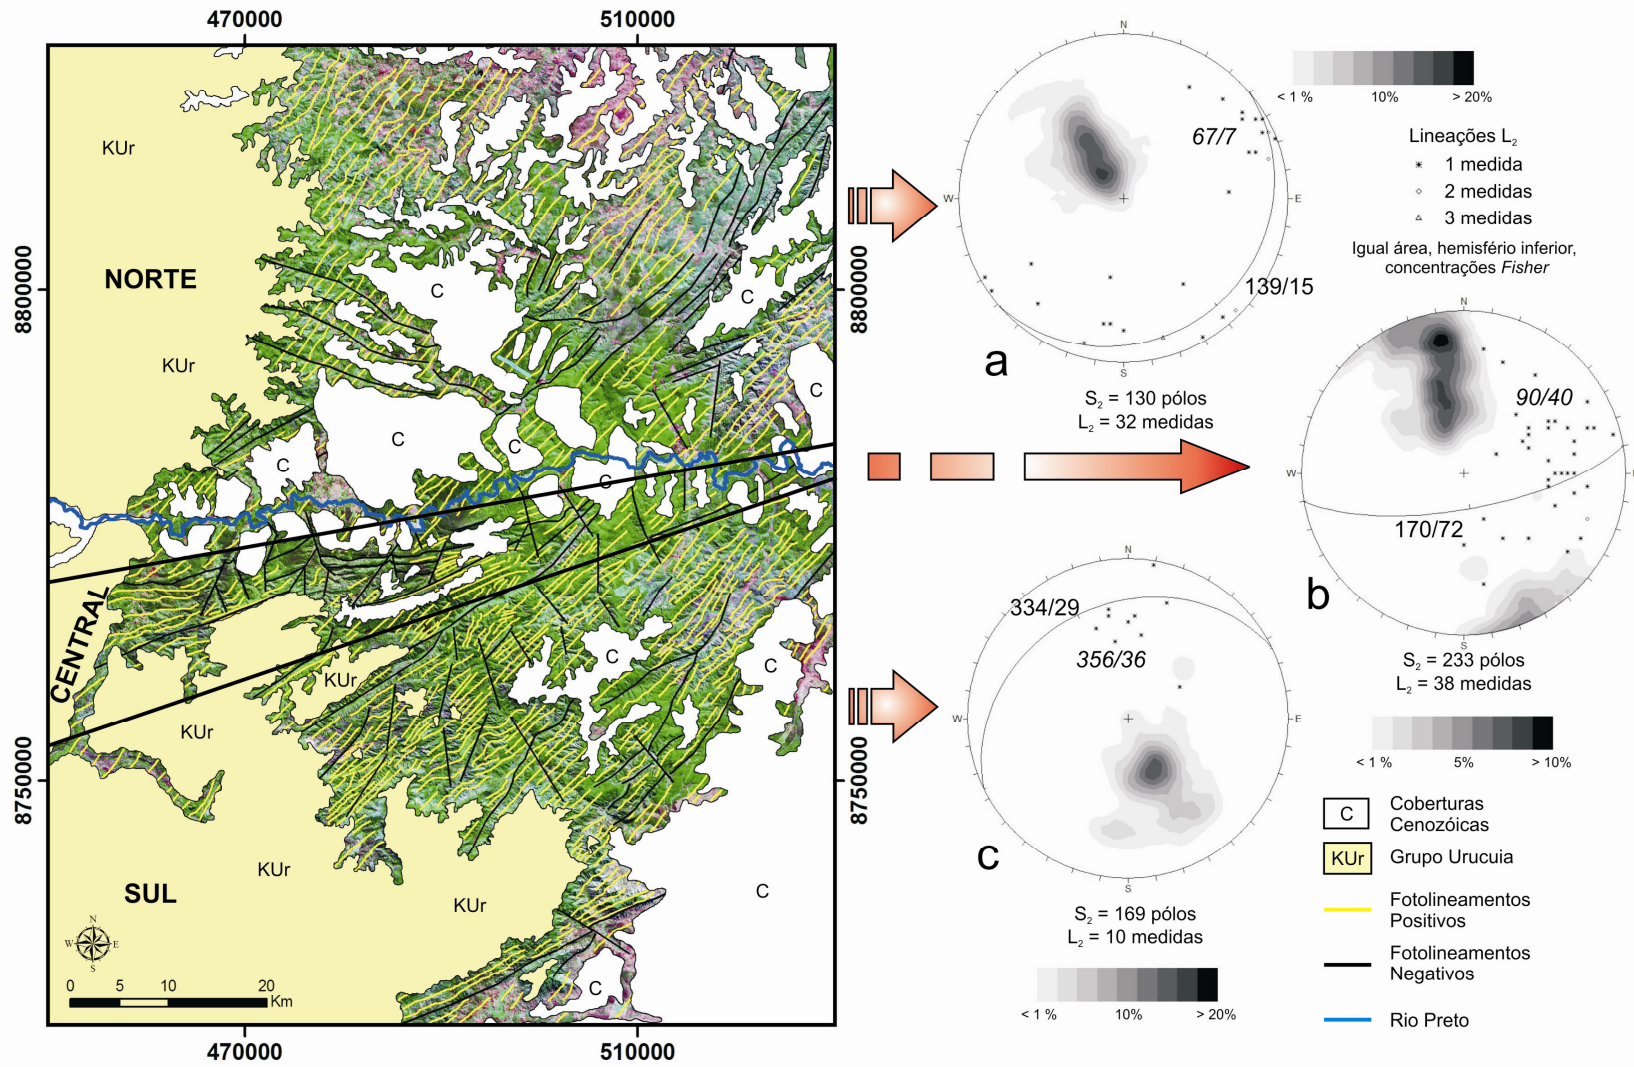 470000
510000
KUr
NORTE
C
C
8800000
8800000
KUr
C
C
C
C
C
CENTRAL
KUr
C
C
KUr
8750000
8750000
KUr
SUL
KUr
C
C
N
W
E
S
0
5
10
20
Km
470000
510000
N
W
E
S
67/7
139/15
a
S2 = 130 pólos
L2 = 32 medidas
< 1 %
10%
> 20%
Lineações L2
1 medida
2 medidas
3 medidas
Igual área, hemisfério inferior,
concentrações Fisher
N
W
S
90/40
170/72
b
S2 = 233 pólos
L2 = 38 medidas
< 1 %
5%
> 10%
N
W
E
S
334/29
356/36
c
S2 = 169 pólos
L2 = 10 medidas
< 1 %
10%
> 20%
C
Coberturas
Cenozóicas
KUr
Grupo Urucuia
Fotolineamentos
Positivos
Fotolineamentos
Negativos
Rio Preto